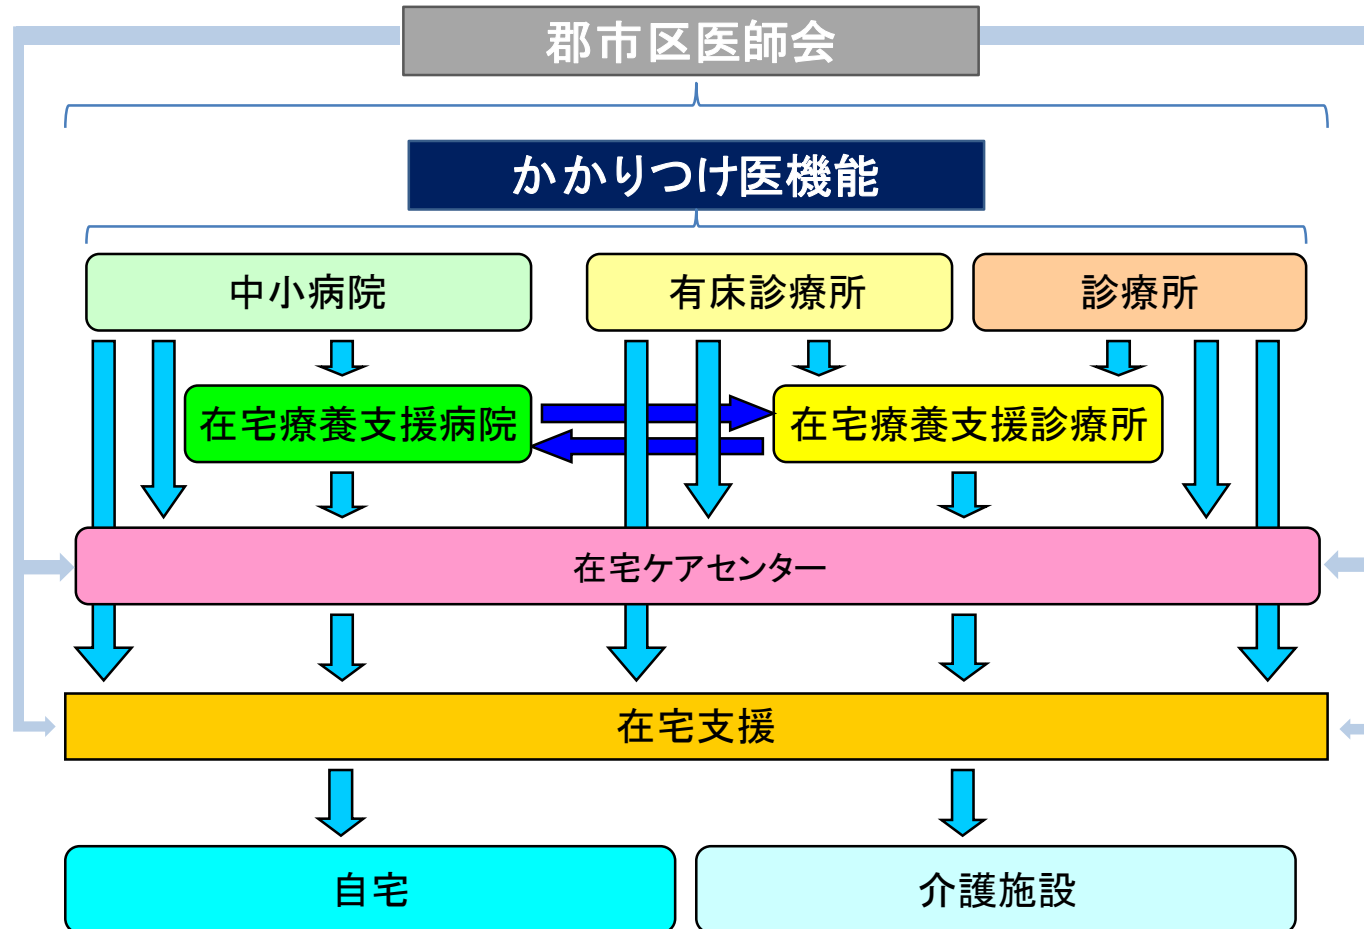 郡市区医師会
かかりつけ医機能
中小病院
有床診療所
診療所
在宅療養支援病院
在宅療養支援診療所
在宅ケアセンター
在宅支援
自宅
介護施設